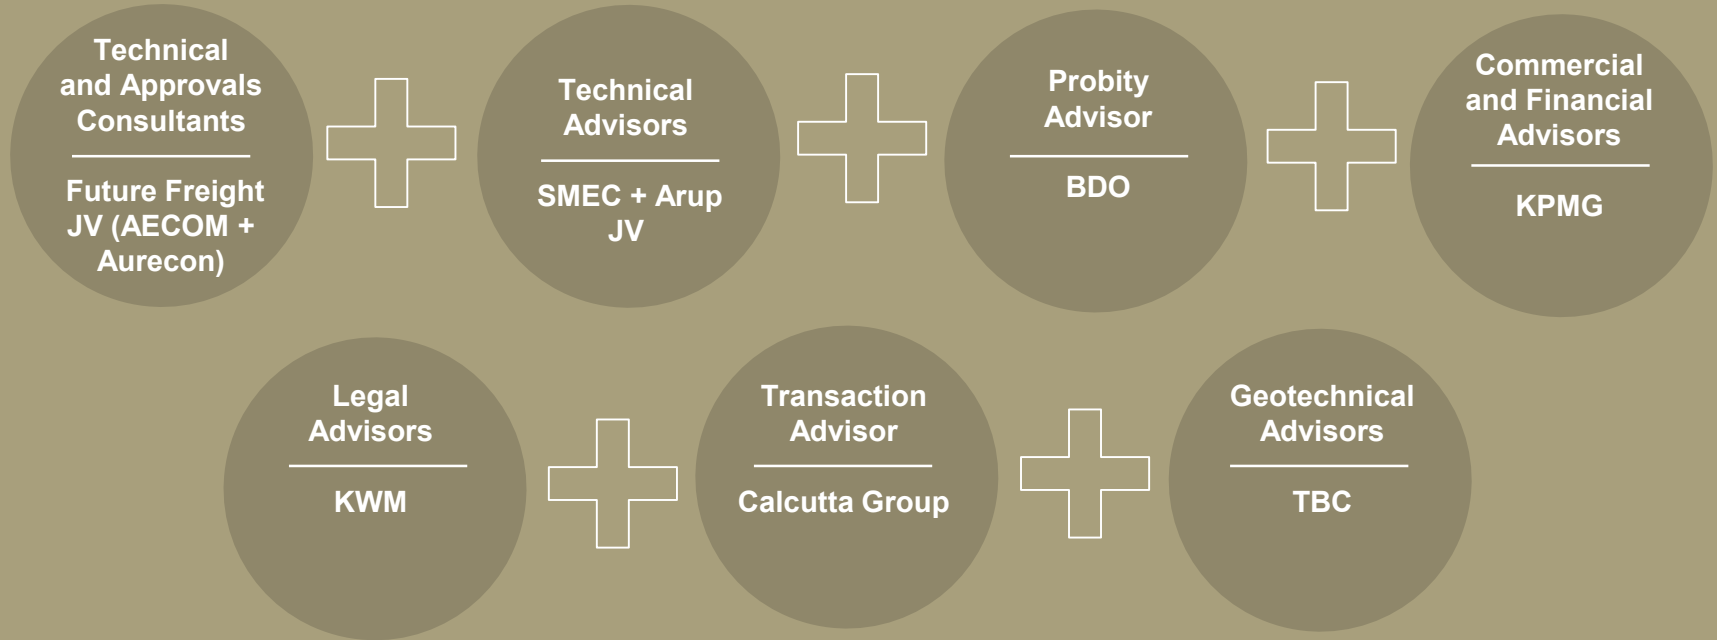 Technical
and Approvals
Consultants
Future Freight
JV (AECOM +
Aurecon)
Technical
Advisors
SMEC + Arup
JV
Probity
Advisor
BDO
Commercial
and Financial
Advisors
KPMG
Legal
Advisors
KWM
Transaction
Advisor
Calcutta Group
Geotechnical
Advisors
TBC